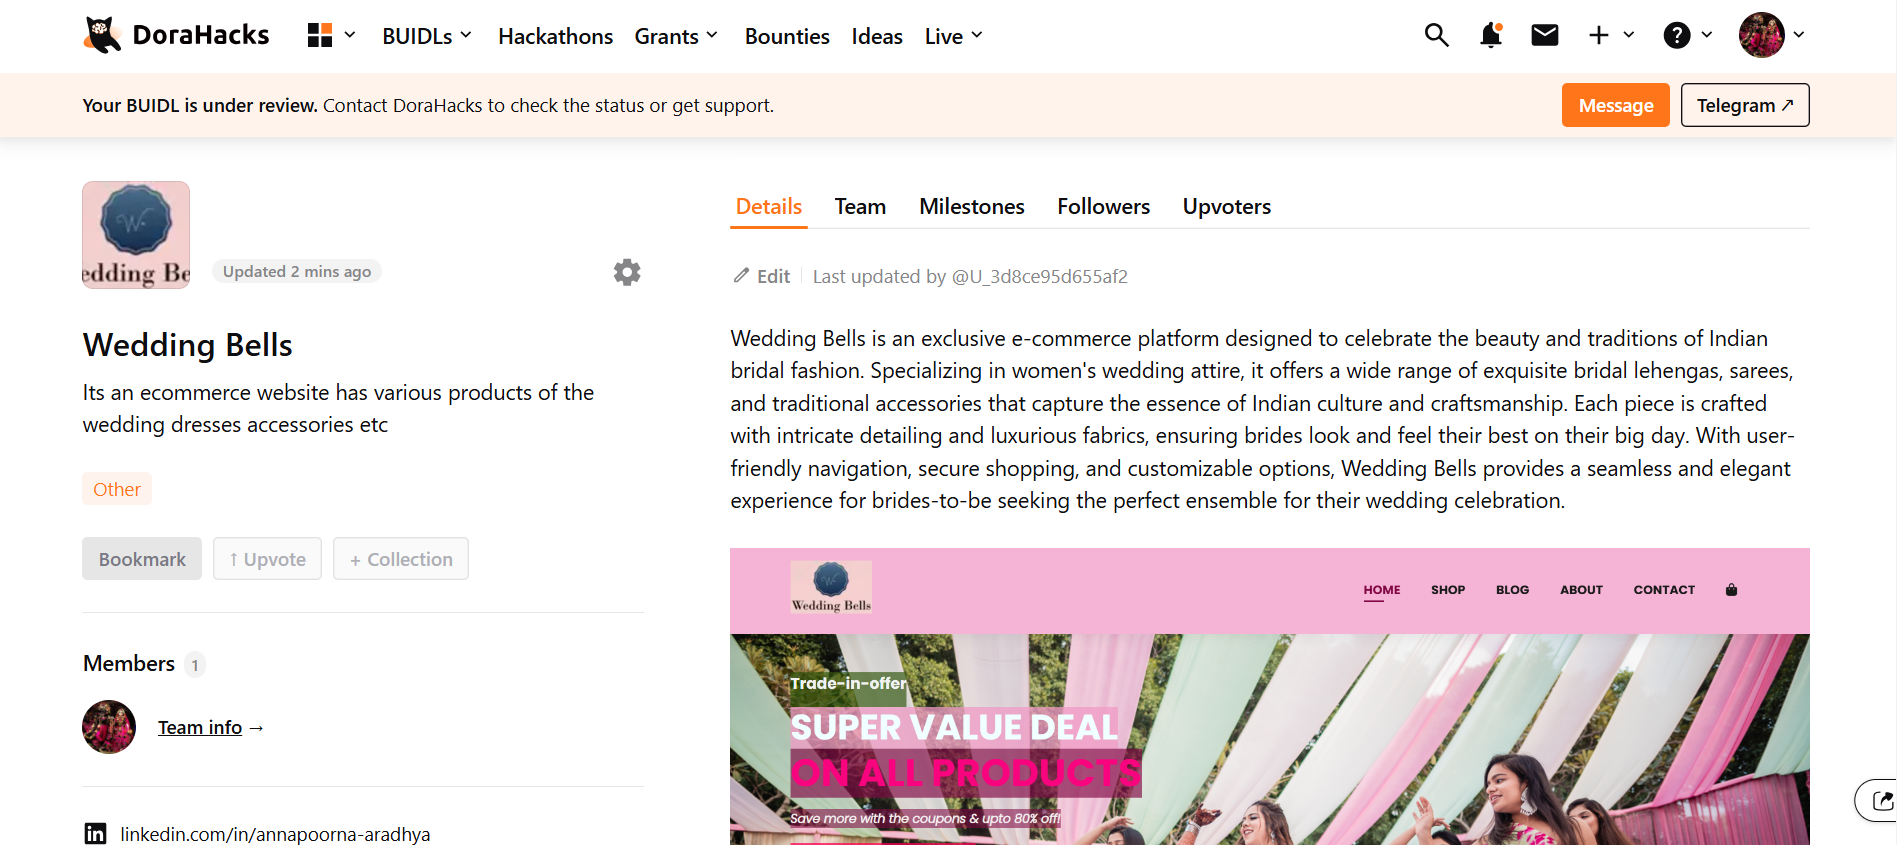 DoraHacks
BUIDLs
Hackathons
Grants
Bounties
Ideas
Live
Your BUIDL is under review. Contact DoraHacks to check the status or get support.
Message
Telegram ↗
W.
edding Be
Updated 2 mins ago
Wedding Bells
Its an ecommerce website has various products of the
wedding dresses accessories etc
Other
Bookmark
↑ Upvote
+ Collection
Members 1
Team info →
linkedin.com/in/annapoorna-aradhya
Details
Team
Milestones
Followers
Upvoters
Edit
Last updated by @U_3d8ce95d655af2
Wedding Bells is an exclusive e-commerce platform designed to celebrate the beauty and traditions of Indian
bridal fashion. Specializing in women's wedding attire, it offers a wide range of exquisite bridal lehengas, sarees,
and traditional accessories that capture the essence of Indian culture and craftsmanship. Each piece is crafted
with intricate detailing and luxurious fabrics, ensuring brides look and feel their best on their big day. With user-
friendly navigation, secure shopping, and customizable options, Wedding Bells provides a seamless and elegant
experience for brides-to-be seeking the perfect ensemble for their wedding celebration.
W.
Wedding Bells
HOME
SHOP
BLOG
ABOUT
CONTACT
Trade-in-offer
SUPER VALUE DEAL
ON ALL PRODUCTS
Save more with the coupons & upto 80% off!